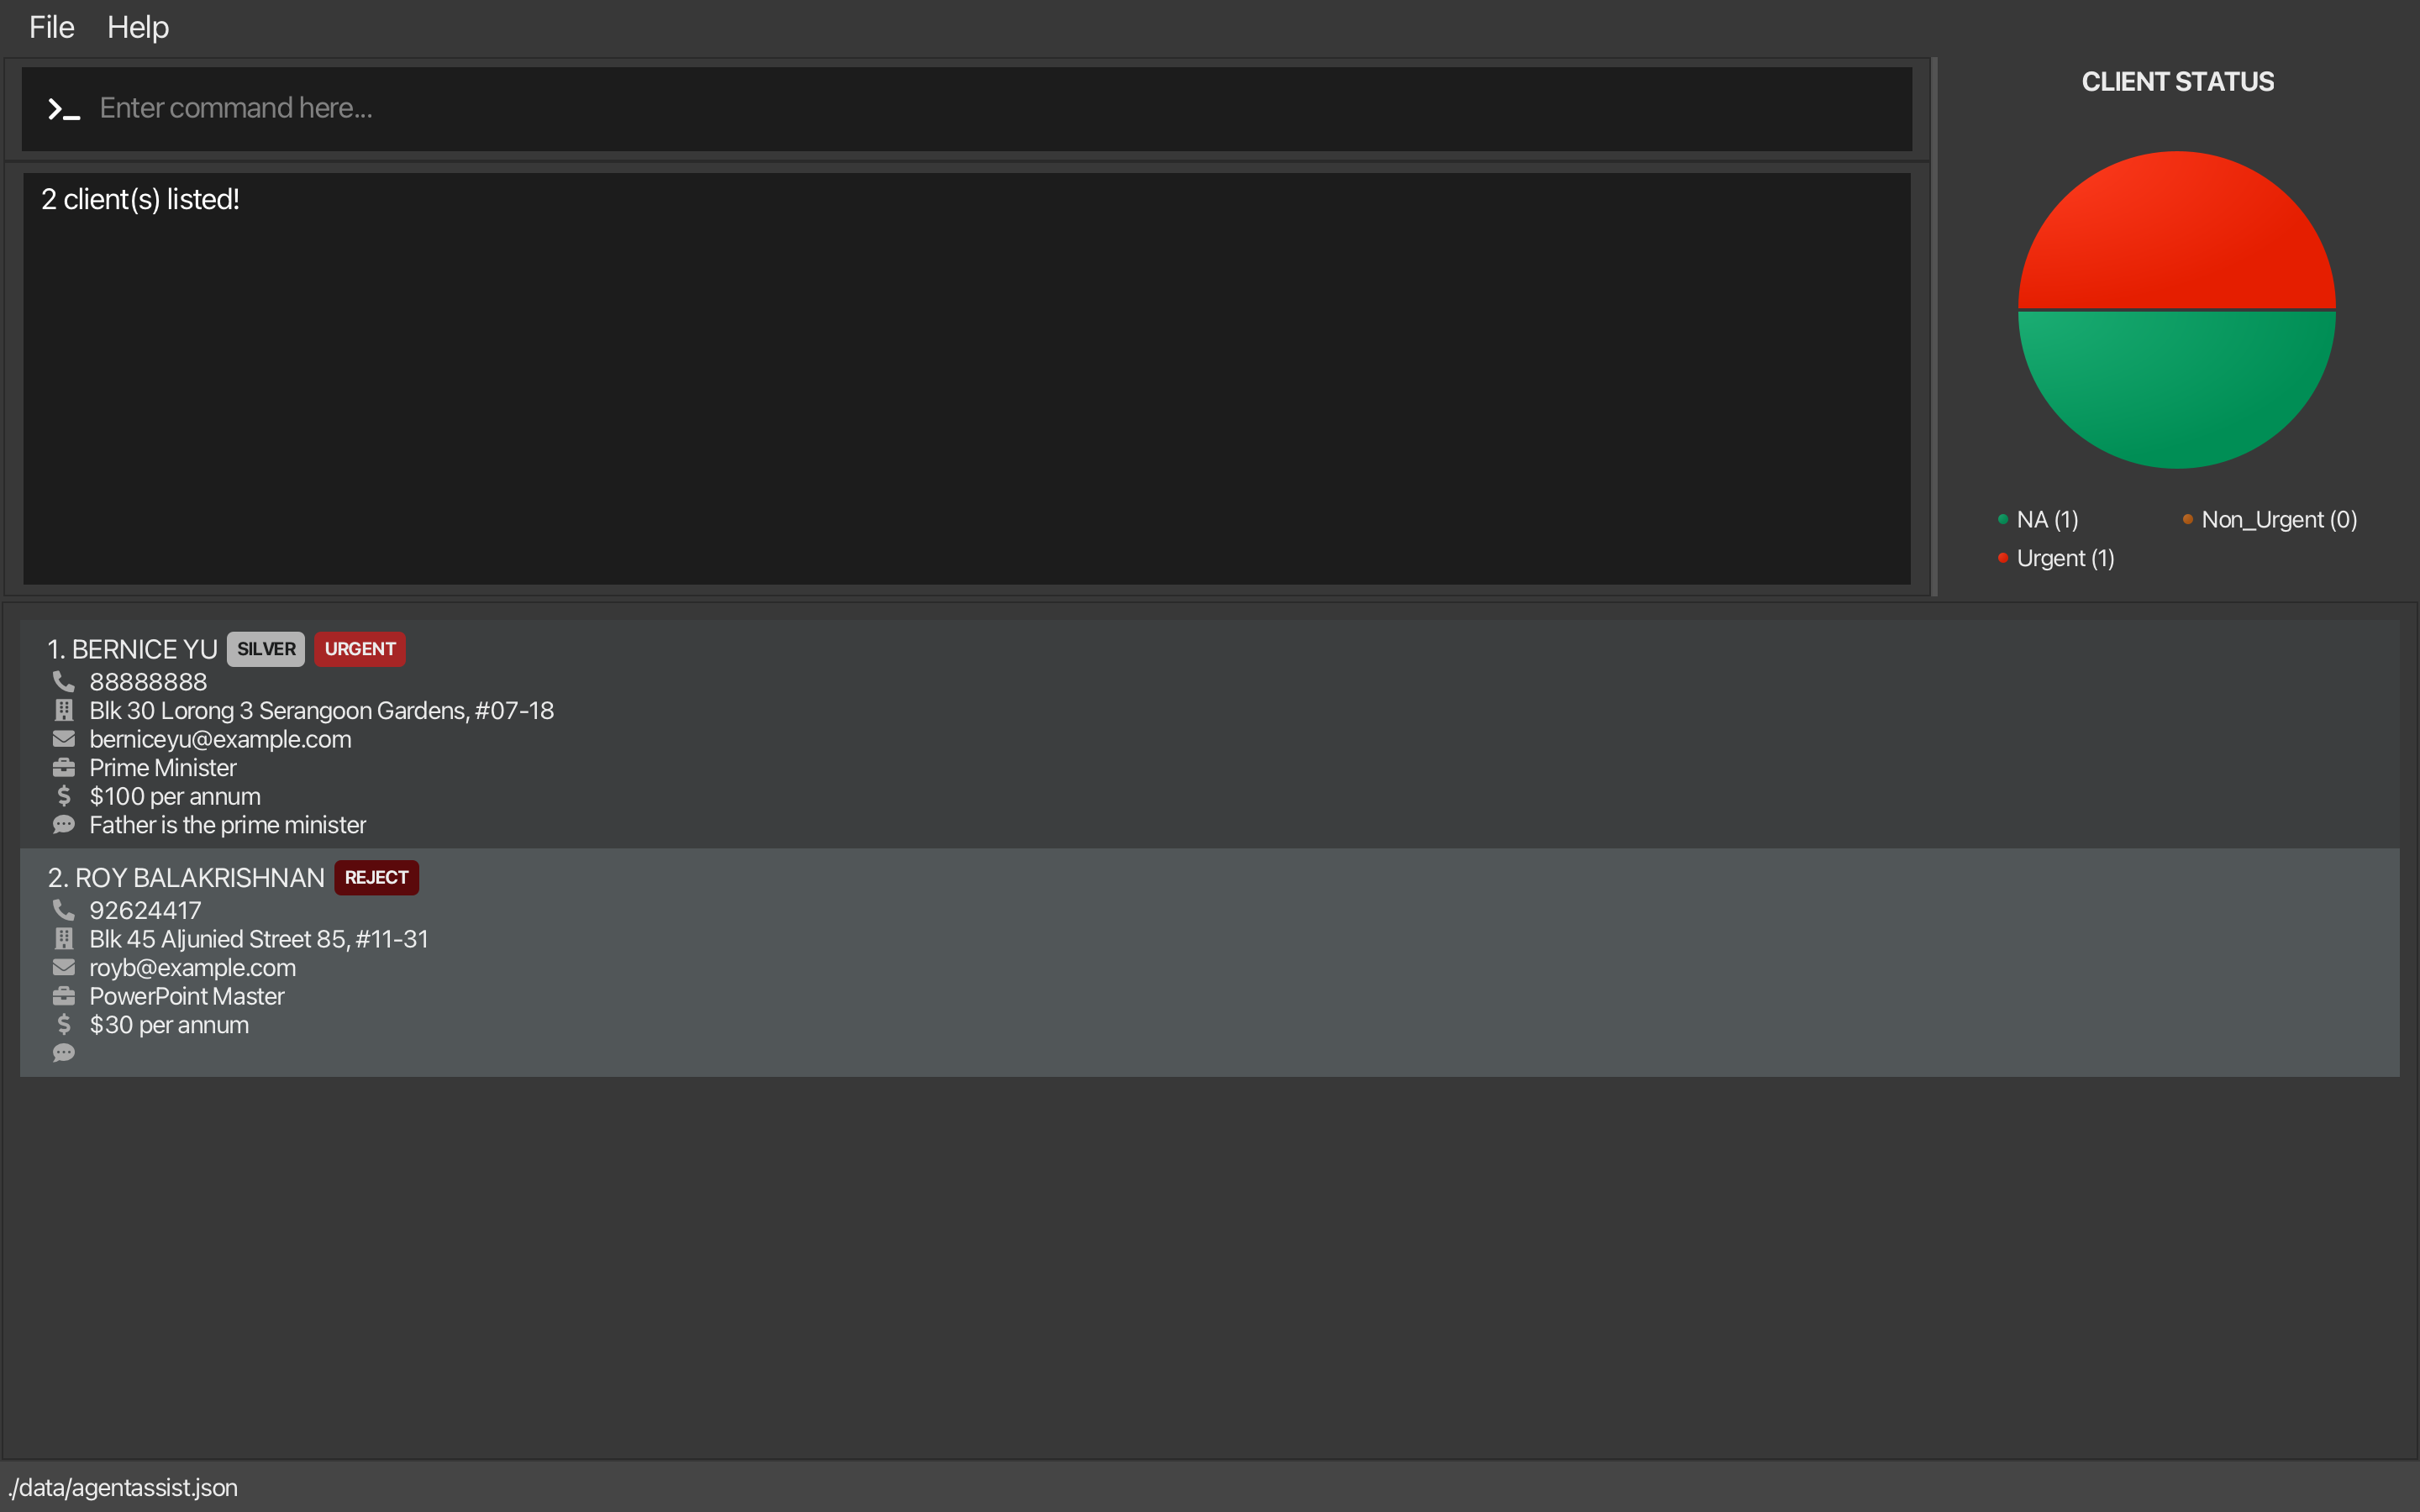 File Help
Enter command here...
2 client(s) listed!
CLIENT STATUS
NA (1) Non_Urgent (0)
Urgent (1)
1. BERNICE YU SILVER URGENT
88888888
Blk 30 Lorong 3 Serangoon Gardens, #07-18
berniceyu@example.com
Prime Minister
$100 per annum
Father is the prime minister
2. ROY BALAKRISHNAN REJECT
92624417
Blk 45 Aljunied Street 85, #11-31
royb@example.com
PowerPoint Master
$30 per annum
./data/agentassist.json